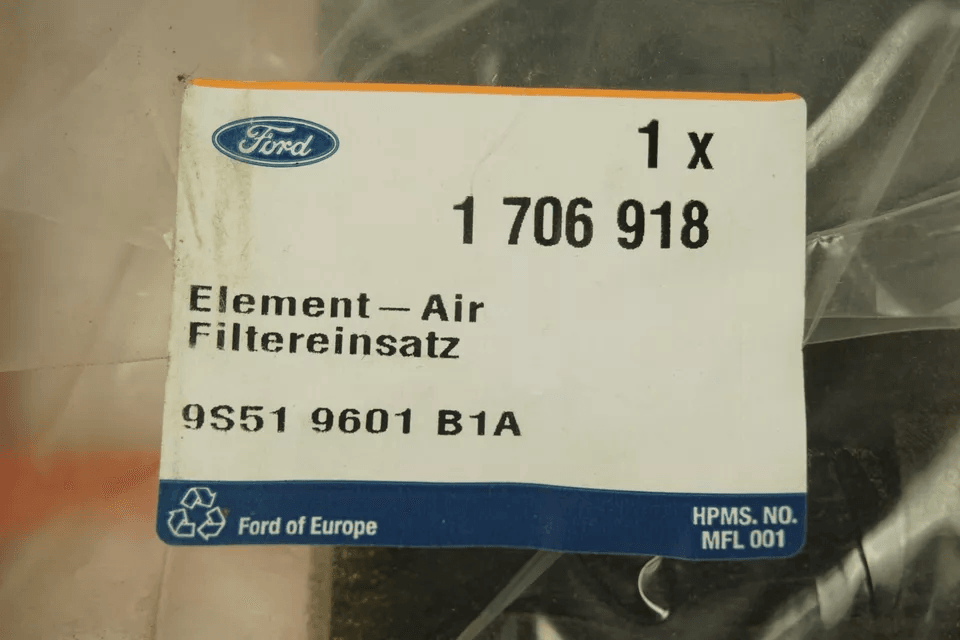 Ford
1 x
1 706 918
Element – Air
Filtereinsatz
9S51 9601 B1A
Ford of Europe
HPMS. NO.
MFL 001